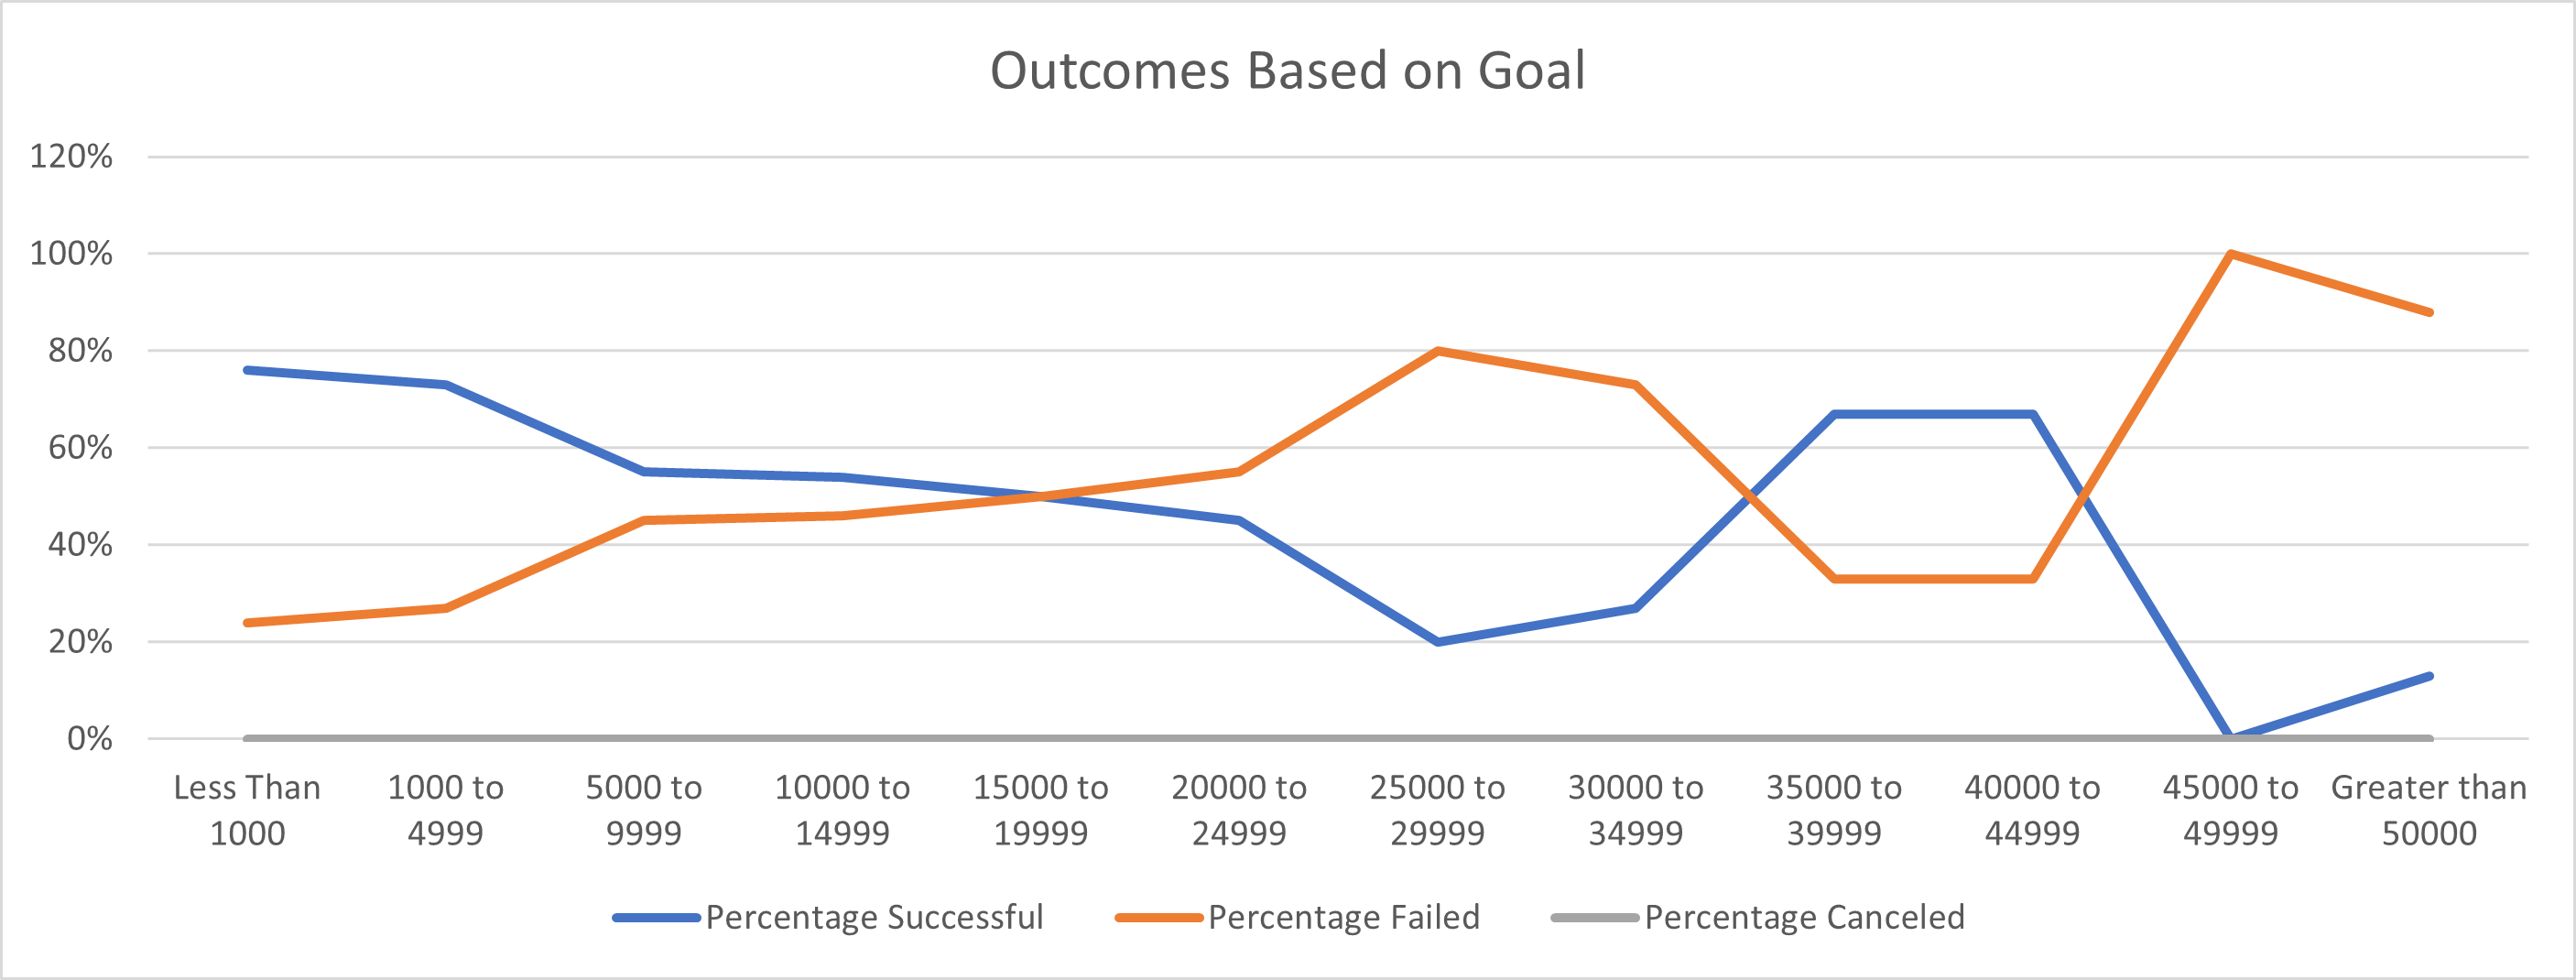 Outcomes Based on Goal
120%
100%
80%
60%
40%
20%
0%
Less Than 1000
1000 to 4999
5000 to 9999
10000 to 14999
15000 to 19999
20000 to 24999
25000 to 29999
30000 to 34999
35000 to 39999
40000 to 44999
45000 to 49999
Greater than 50000
Percentage Successful
Percentage Failed
Percentage Canceled